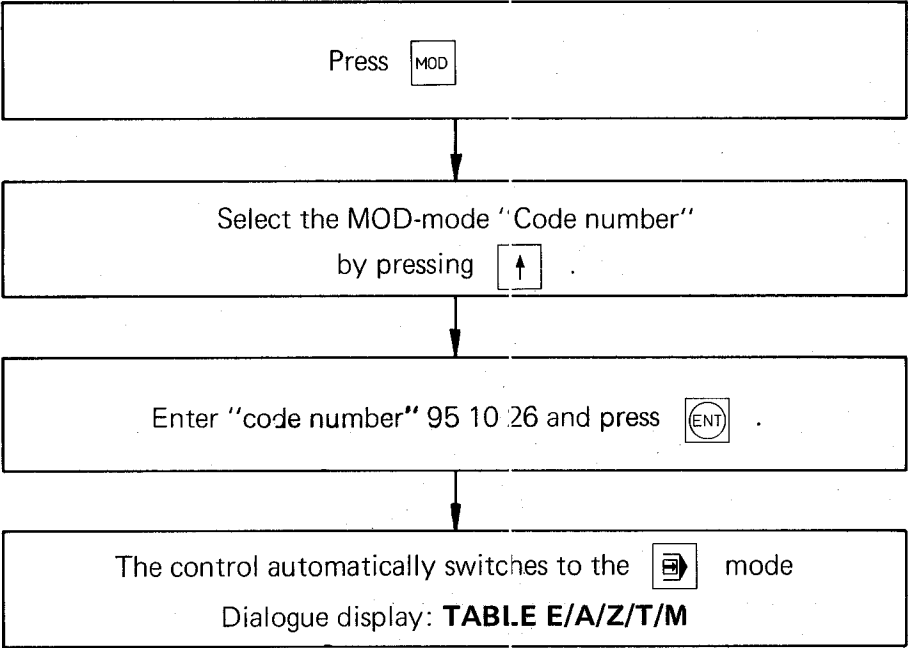 Press MOD
Select the MOD-mode "Code number"
by pressing .
Enter "code number" 95 10 26 and press ENT .
The control automatically switches to the mode
Dialogue display: TABLE E/A/Z/T/M